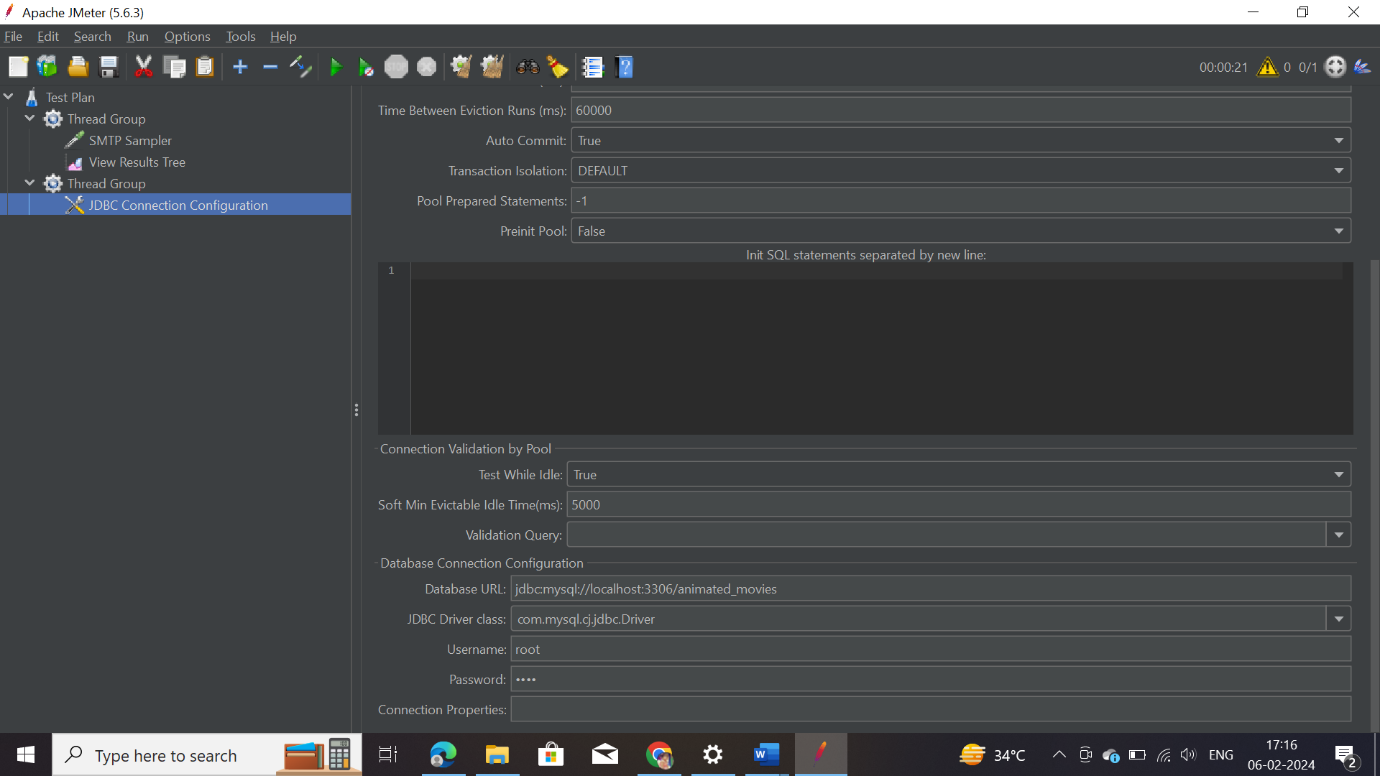 Apache JMeter (5.6.3)
File Edit Search Run Options Tools Help
00:00:21 0 0/1
Test Plan
Thread Group
SMTP Sampler
View Results Tree
Thread Group
JDBC Connection Configuration
Time Between Eviction Runs (ms): 60000
Auto Commit: True
Transaction Isolation: DEFAULT
Pool Prepared Statements: -1
Preinit Pool: False
Init SQL statements separated by new line:
1
Connection Validation by Pool
Test While Idle: True
Soft Min Evictable Idle Time(ms): 5000
Validation Query:
Database Connection Configuration
Database URL: jdbc:mysql://localhost:3306/animated_movies
JDBC Driver class: com.mysql.cj.jdbc.Driver
Username: root
Password: ••••
Connection Properties:
Type here to search
34°C
ENG
17:16
06-02-2024
2